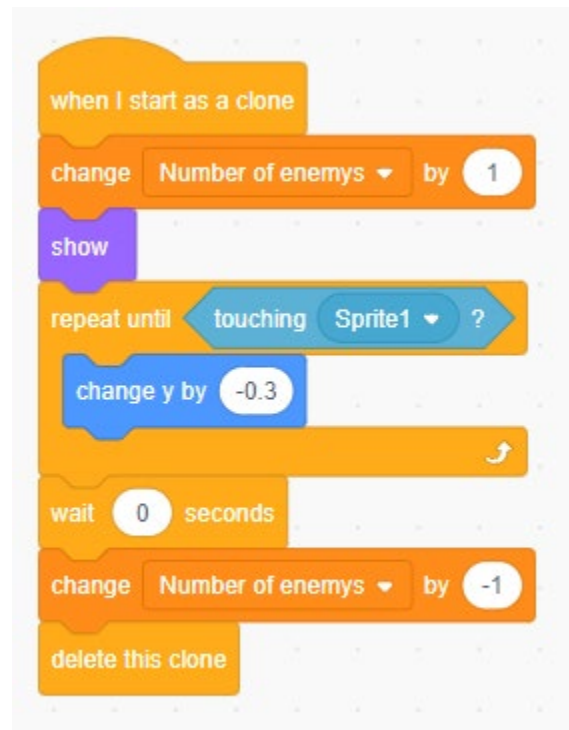 when I start as a clone
change Number of enemys by 1
show
repeat until touching Sprite1 ?
change y by -0.3
wait 0 seconds
change Number of enemys by -1
delete this clone